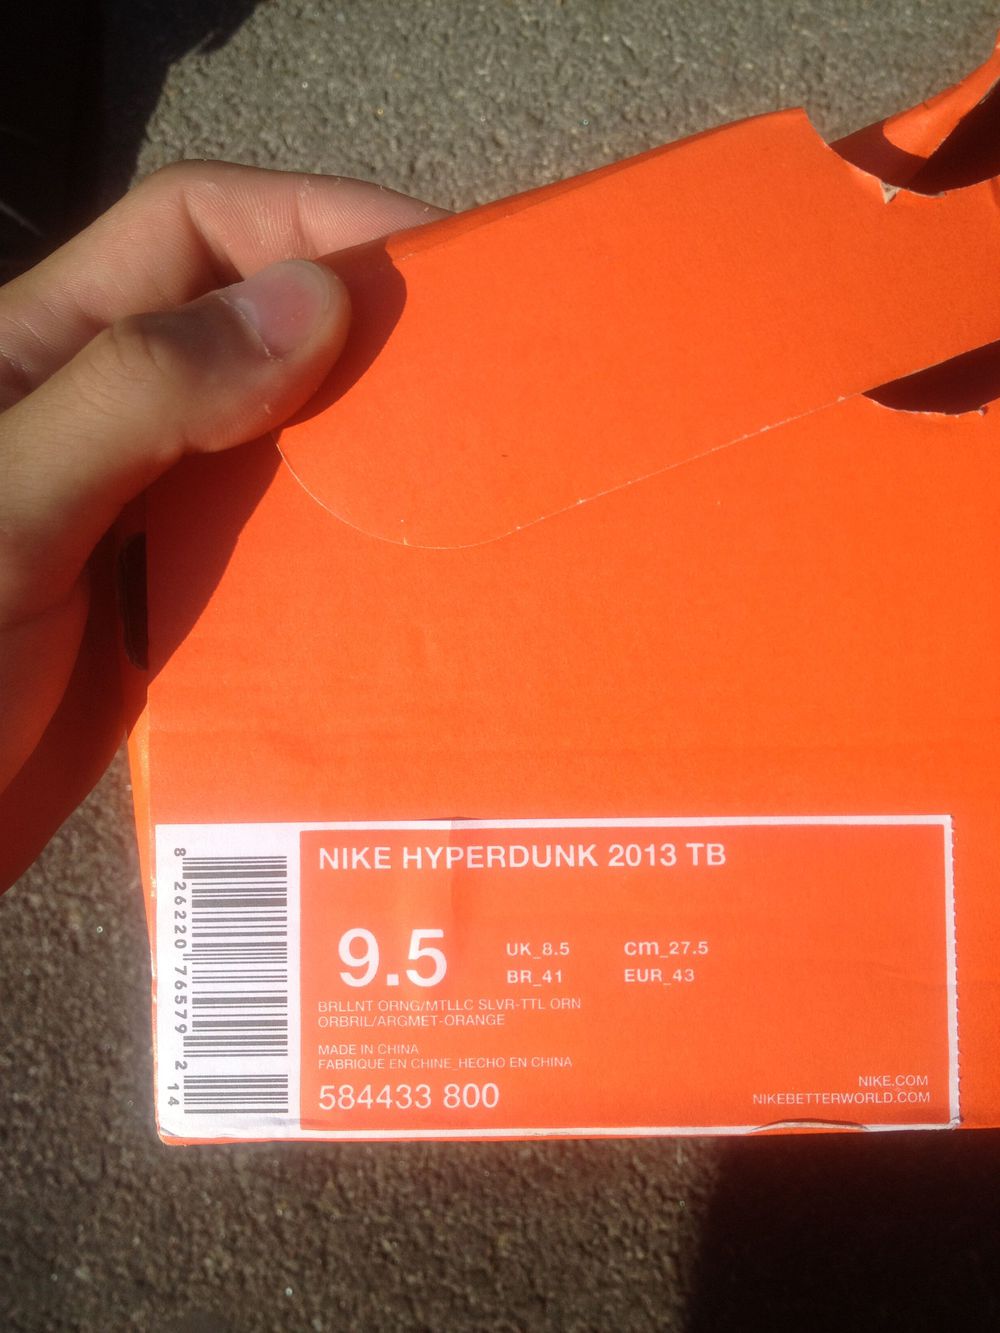 NIKE HYPERDUNK 2013 TB
9.5
UK_8.5 cm_27.5
BR_41 EUR_43
BRLLNT ORNG/MTLLC SLVR-TTL ORN
ORBRIL/ARGMET-ORANGE
MADE IN CHINA
FABRIQUE EN CHINE_HECHO EN CHINA
584433 800
NIKE.COM
NIKEBETTERWORLD.COM
8 26220 76579 2 14